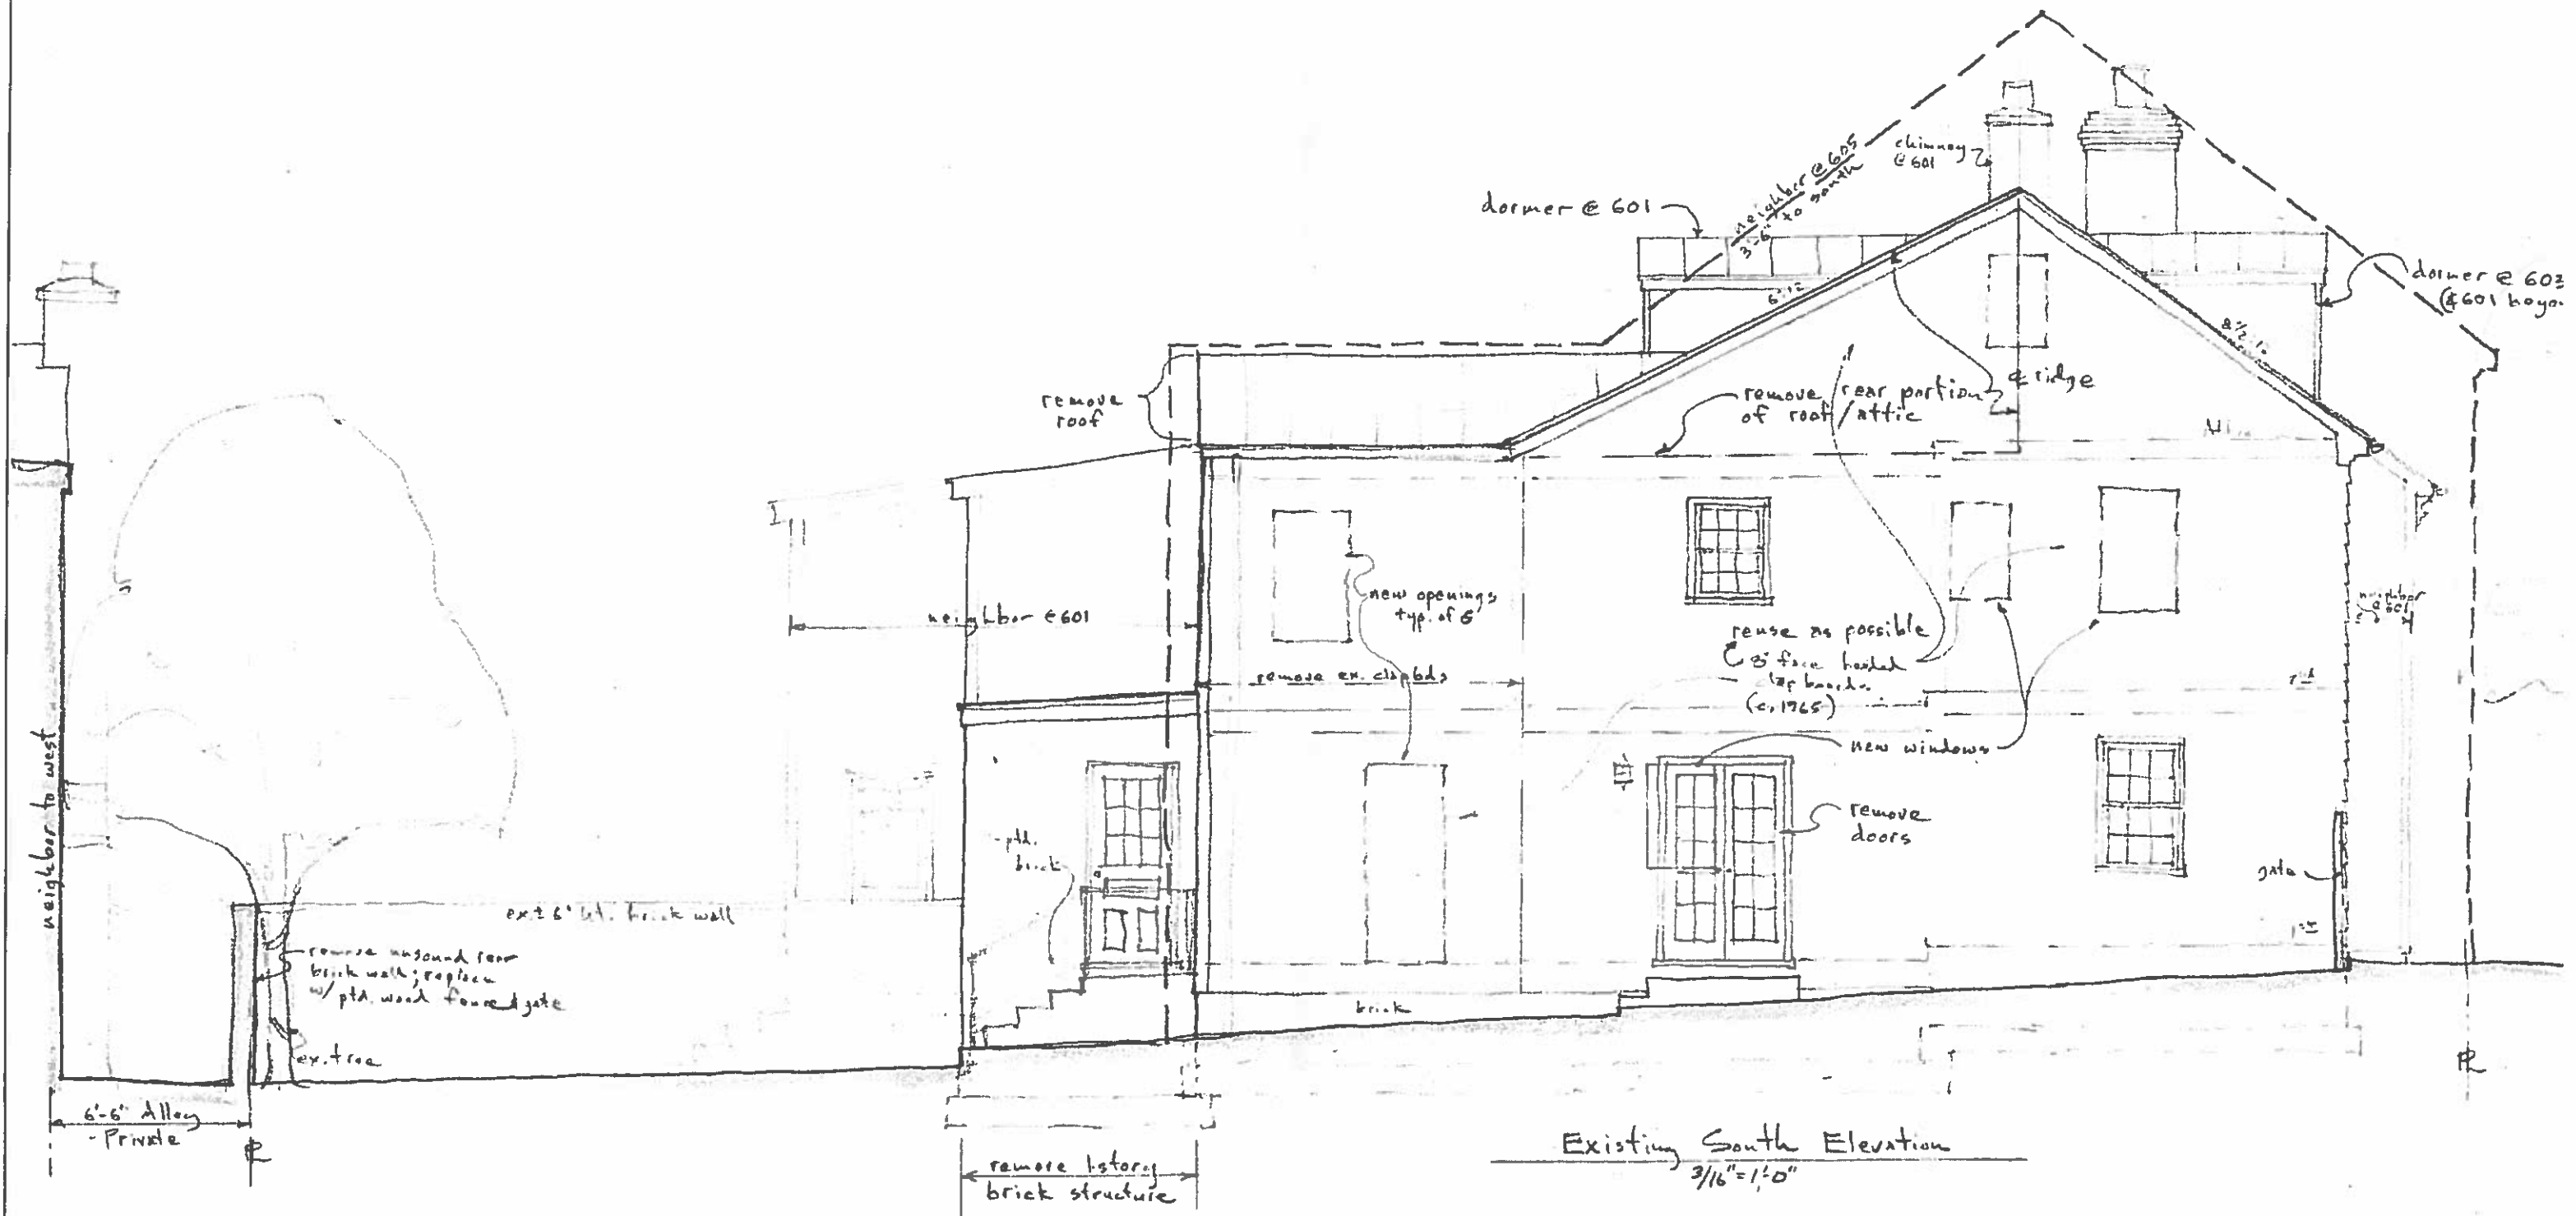 neighbor @ 605
3'-6" to south
chimney
@ 601
dormer @ 601
dormer @ 603
(& 601
6:12
8½:12
remove
roof
remove rear portion
of roof/attic
℄ ridge
neighbor @ 601
new openings
typ. of 5
neighbor
@ 601
reuse as possible
8" face beaded
lap boards
(c. 1965)
remove ex. clapbds
new windows
neighbor to west
remove
doors
ptd.
brick
gate
ex. ± 6' ht. brick wall
remove unsound rear
brick wall; replace
w/ ptd. wood fence & gate
brick
ex. tree
6'-6" Alley
- Private
℄
remove 1-story
brick structure
Existing South Elevation
3/16" = 1'-0"